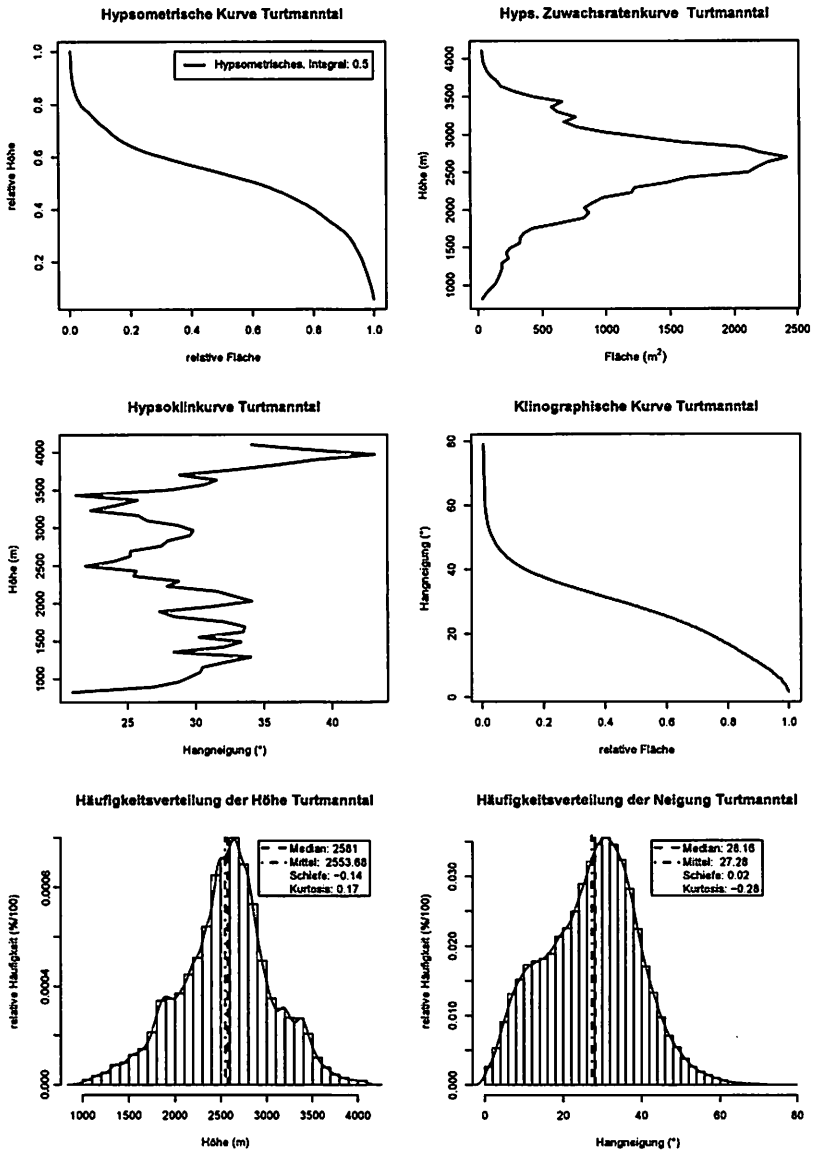 Hypsometrische Kurve Turtmanntal
Hypsometrisches. Integral: 0.5
1.0
0.8
0.6
0.4
0.2
relative Höhe
0.0 0.2 0.4 0.6 0.8 1.0
relative Fläche
Hyps. Zuwachsratenkurve Turtmanntal
4000
3500
3000
2500
2000
1500
1000
Höhe (m)
0 500 1000 1500 2000 2500
Fläche (m²)
Hypsoklinkurve Turtmanntal
4000
3500
3000
2500
2000
1500
1000
Höhe (m)
25 30 35 40
Hangneigung (°)
Klinographische Kurve Turtmanntal
80
60
40
20
0
Hangneigung (°)
0.0 0.2 0.4 0.6 0.8 1.0
relative Fläche
Häufigkeitsverteilung der Höhe Turtmanntal
Median: 2581
Mittel: 2553.68
Schiefe: −0.14
Kurtosis: 0.17
0.0008
0.0004
0.000
relative Häufigkeit (%/100)
1000 1500 2000 2500 3000 3500 4000
Höhe (m)
Häufigkeitsverteilung der Neigung Turtmanntal
Median: 28.16
Mittel: 27.28
Schiefe: 0.02
Kurtosis: −0.28
0.030
0.020
0.010
0.000
relative Häufigkeit (%/100)
0 20 40 60 80
Hangneigung (°)